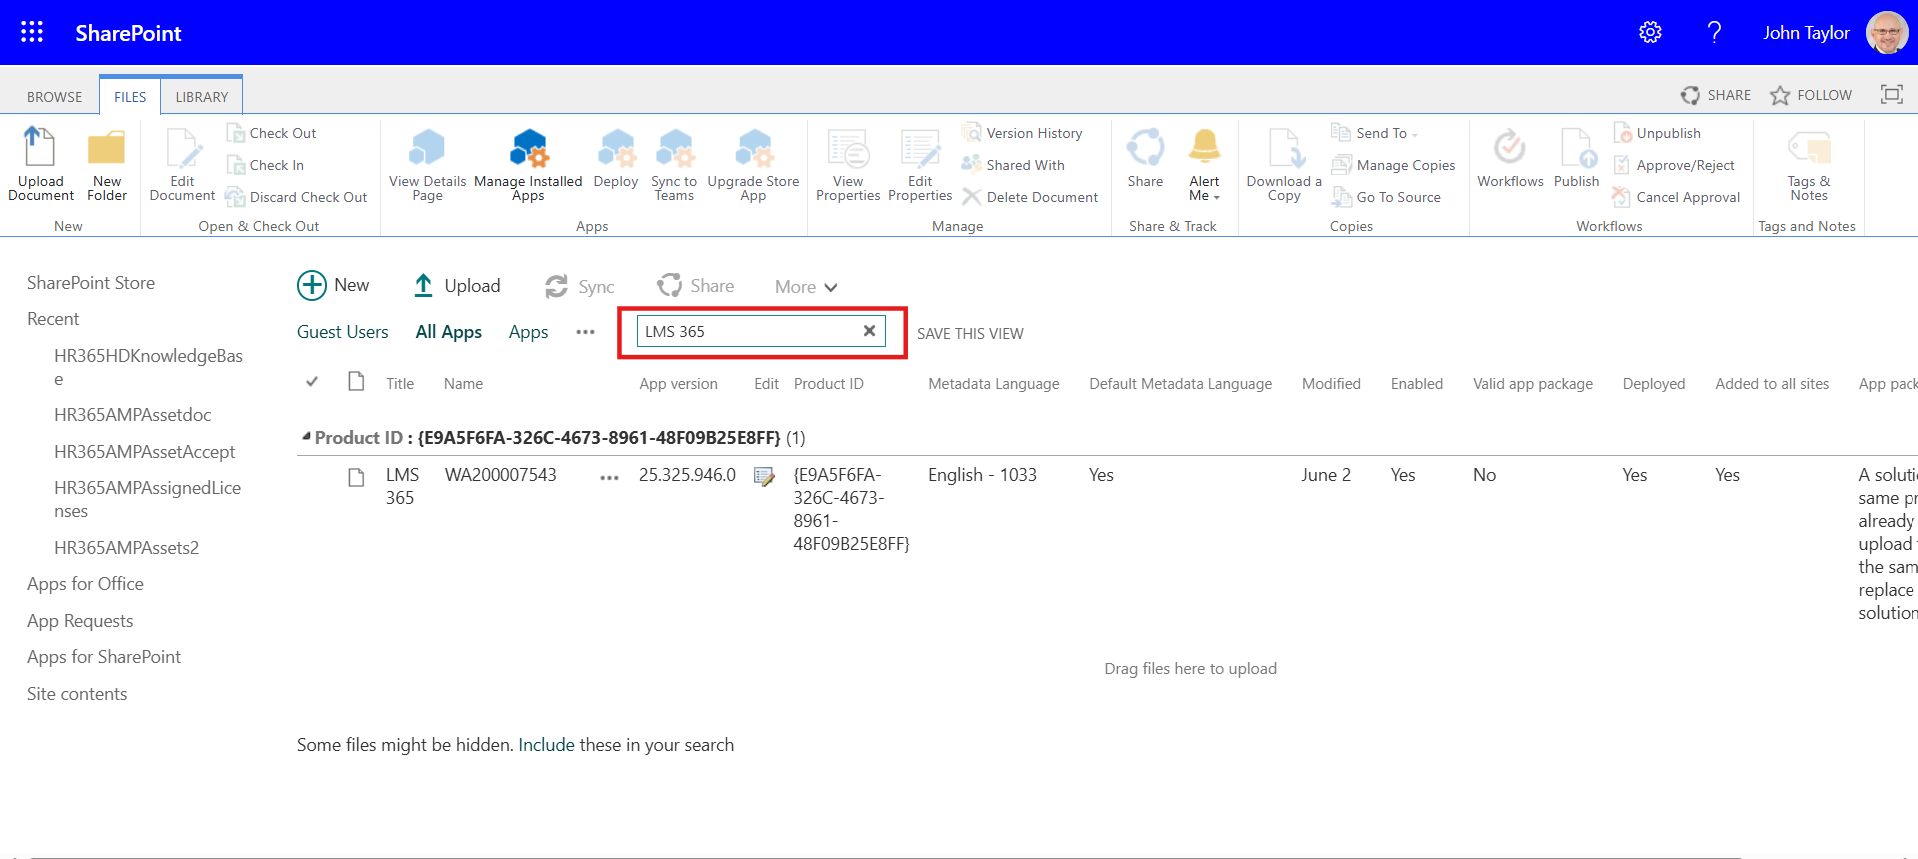 SharePoint
? John Taylor
BROWSE FILES LIBRARY SHARE FOLLOW
Upload Document
New Folder
New
Edit Document
Check Out
Check In
Discard Check Out
Open & Check Out
View Details Page
Manage Installed Apps
Deploy
Sync to Teams
Upgrade Store App
Apps
View Properties
Edit Properties
Version History
Shared With
Delete Document
Manage
Share
Alert Me
Share & Track
Download a Copy
Send To
Manage Copies
Go To Source
Copies
Workflows
Publish
Unpublish
Approve/Reject
Cancel Approval
Workflows
Tags & Notes
Tags and Notes
SharePoint Store
Recent
HR365HDKnowledgeBas
e
HR365AMPAssetdoc
HR365AMPAssetAccept
HR365AMPAssignedLice
nses
HR365AMPAssets2
Apps for Office
App Requests
Apps for SharePoint
Site contents
New Upload Sync Share More
Guest Users All Apps Apps ••• LMS 365 SAVE THIS VIEW
Title Name App version Edit Product ID Metadata Language Default Metadata Language Modified Enabled Valid app package Deployed Added to all sites App pack
Product ID : {E9A5F6FA-326C-4673-8961-48F09B25E8FF} (1)
LMS
365
WA200007543 ••• 25.325.946.0
{E9A5F6FA-
326C-4673-
8961-
48F09B25E8FF}
English - 1033 Yes June 2 Yes No Yes Yes
A soluti
same pr
already
upload
the sam
replace
solution
Drag files here to upload
Some files might be hidden. Include these in your search